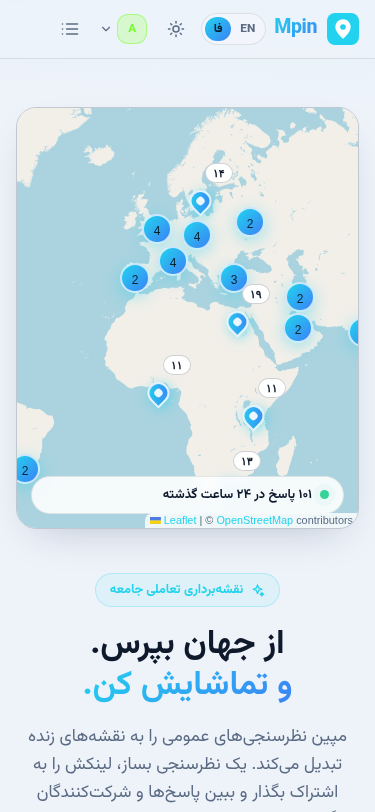 Mpin
EN
فا
A
۱۴
4
4
2
4
2
3
۱۹
2
2
۱۱
۱۱
۱۳
2
۱۰۱ پاسخ در ۲۴ ساعت گذشته
Leaflet | © OpenStreetMap contributors
نقشه‌برداری تعاملی جامعه
از جهان بپرس.
و تماشایش کن.
مپین نظرسنجی‌های عمومی را به نقشه‌های زنده
تبدیل می‌کند. یک نظرسنجی بساز، لینکش را به
اشتراک بگذار و ببین پاسخ‌ها و شرکت‌کنندگان